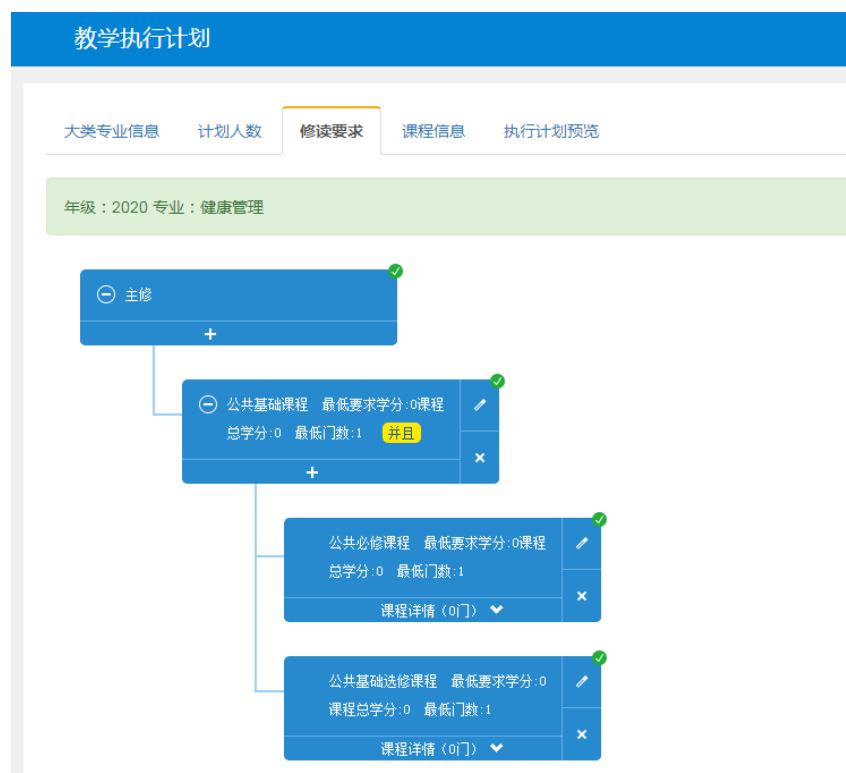 教学执行计划
大类专业信息 计划人数 修读要求 课程信息 执行计划预览
年级：2020 专业：健康管理
主修
公共基础课程 最低要求学分:0课程
总学分:0 最低门数:1 并且
公共必修课程 最低要求学分:0课程
总学分:0 最低门数:1
课程详情（0门）
公共基础选修课程 最低要求学分:0
课程总学分:0 最低门数:1
课程详情（0门）